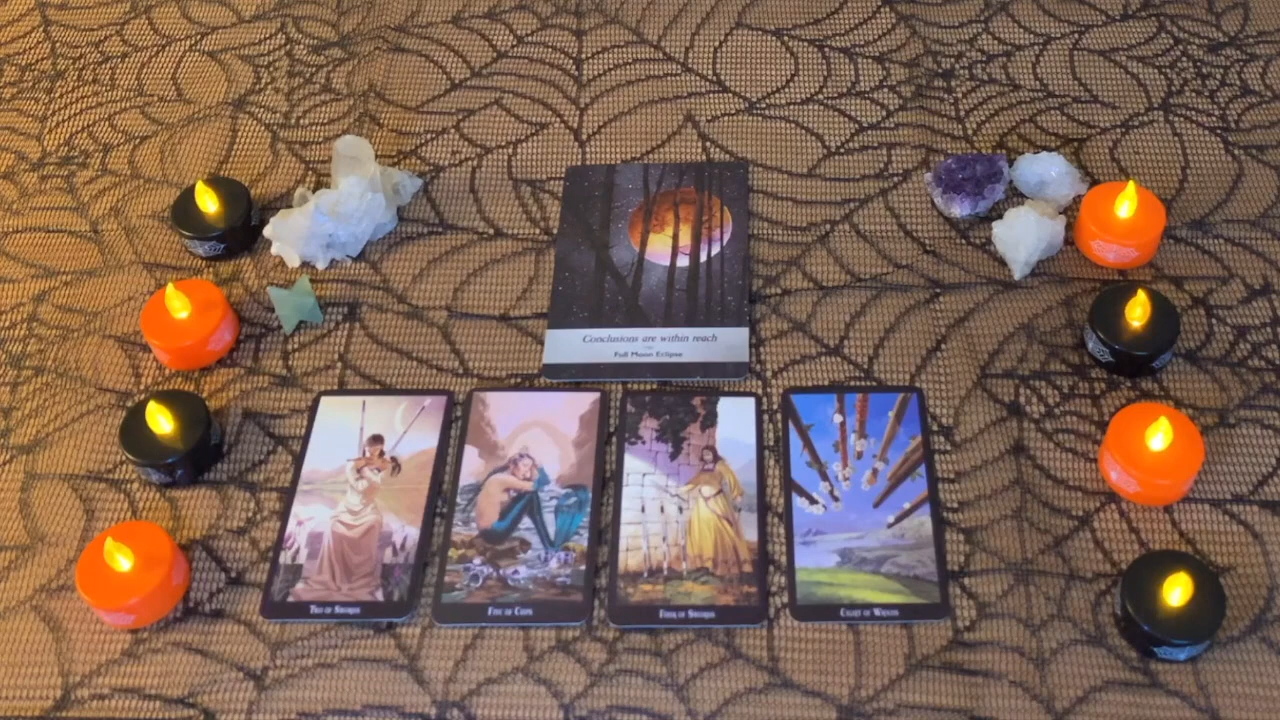 Conclusions are within reach
Full Moon Eclipse
Two of Swords
Five of Cups
Four of Swords
Eight of Wands